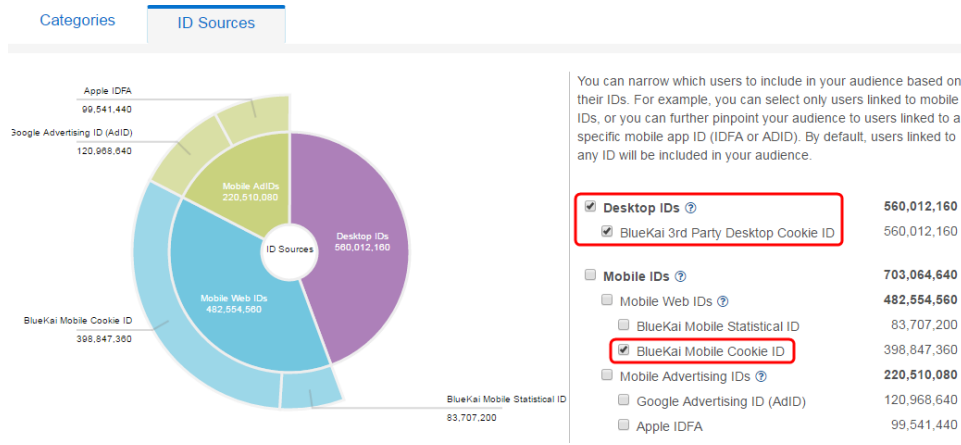 Categories
ID Sources
Apple IDFA
99,541,440
Google Advertising ID (AdID)
120,968,640
Mobile AdIDs
220,510,080
Desktop IDs
560,012,160
ID Sources
Mobile Web IDs
482,554,560
BlueKai Mobile Cookie ID
398,847,360
BlueKai Mobile Statistical ID
83,707,200
You can narrow which users to include in your audience based on
their IDs. For example, you can select only users linked to mobile
IDs, or you can further pinpoint your audience to users linked to a
specific mobile app ID (IDFA or ADID). By default, users linked to
any ID will be included in your audience.
Desktop IDs ? 560,012,160
BlueKai 3rd Party Desktop Cookie ID 560,012,160
Mobile IDs ? 703,064,640
Mobile Web IDs ? 482,554,560
BlueKai Mobile Statistical ID 83,707,200
BlueKai Mobile Cookie ID 398,847,360
Mobile Advertising IDs ? 220,510,080
Google Advertising ID (AdID) 120,968,640
Apple IDFA 99,541,440